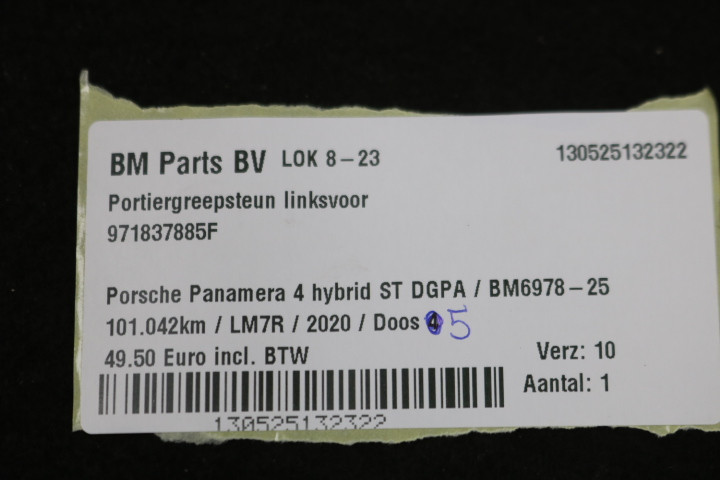 BM Parts BV LOK 8-23 130525132322
Portiergreepsteun linksvoor
971837885F
Porsche Panamera 4 hybrid ST DGPA / BM6978-25
101.042km / LM7R / 2020 / Doos 4 5
49.50 Euro incl. BTW Verz: 10
Aantal: 1
130525132322